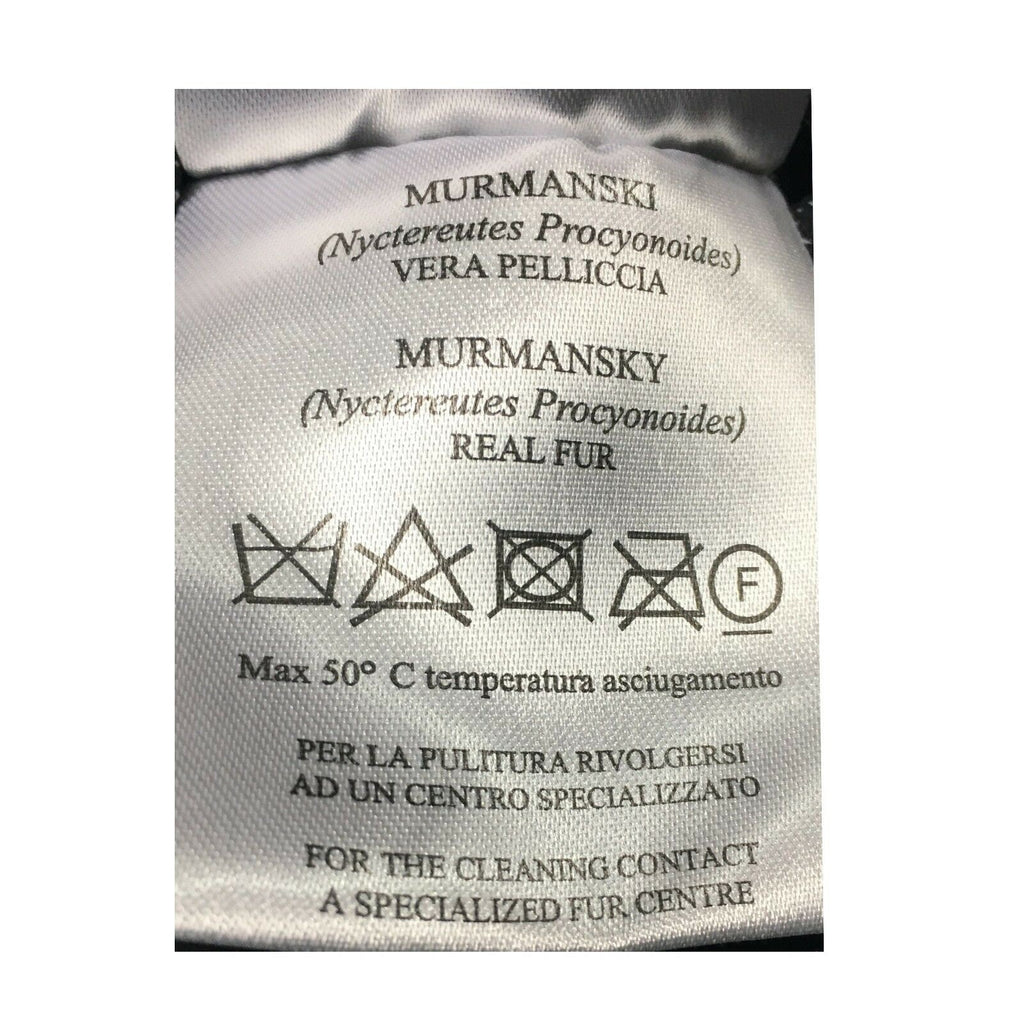 MURMANSKI
(Nyctereutes Procyonoides)
VERA PELLICCIA
MURMANSKY
(Nyctereutes Procyonoides)
REAL FUR
F
Max 50° C temperatura asciugamento
PER LA PULITURA RIVOLGERSI
AD UN CENTRO SPECIALIZZATO
FOR THE CLEANING CONTACT
A SPECIALIZED FUR CENTRE